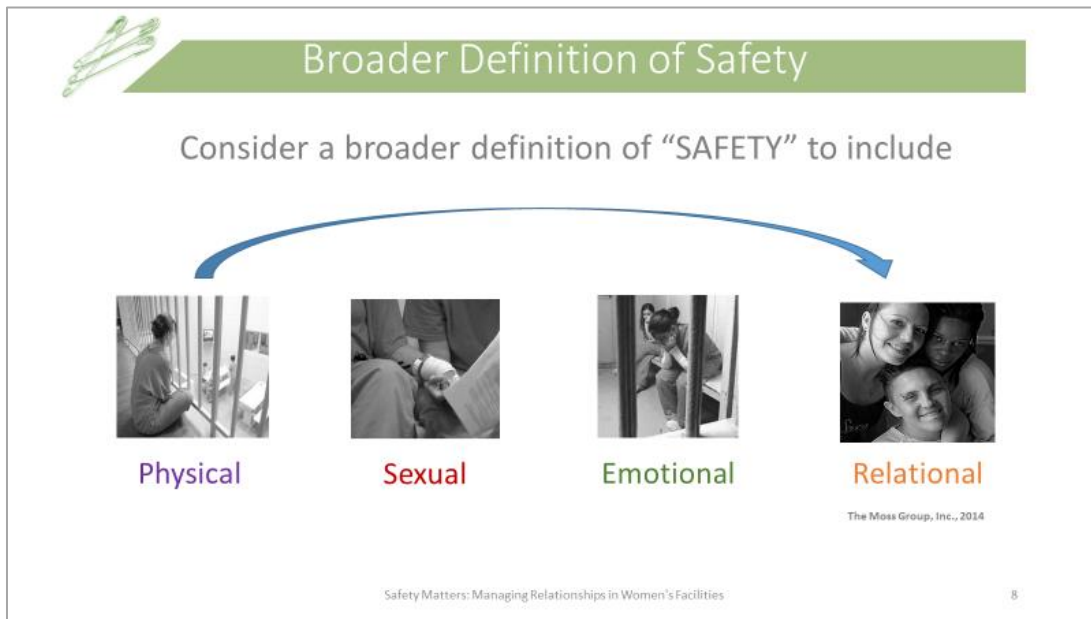 Broader Definition of Safety
Consider a broader definition of “SAFETY” to include
Physical
Sexual
Emotional
Relational
The Moss Group, Inc., 2014
Safety Matters: Managing Relationships in Women's Facilities
8